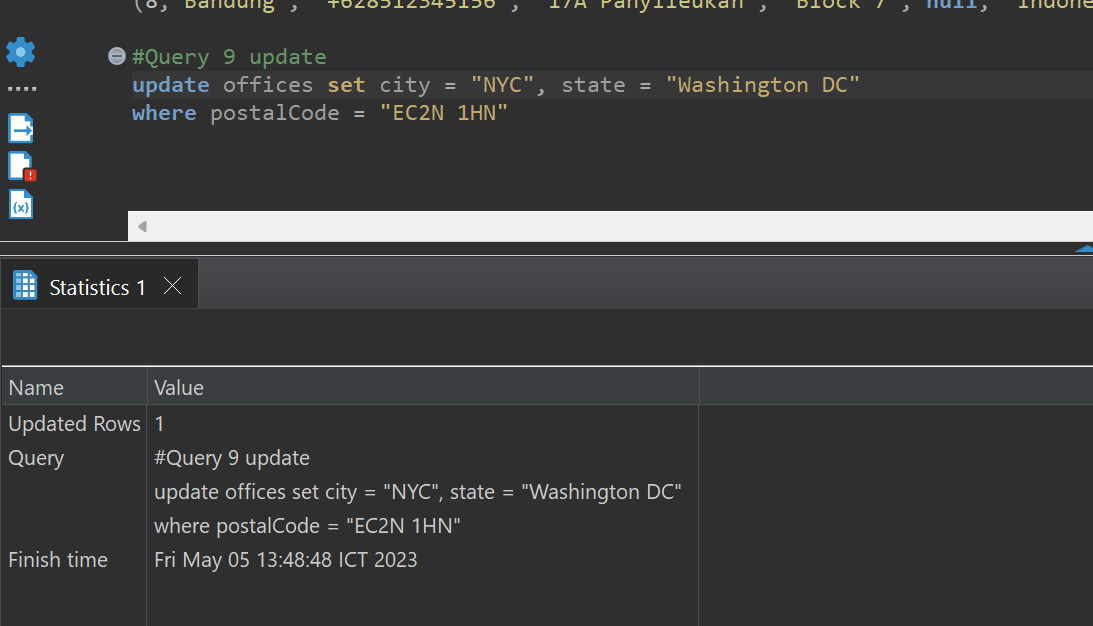 (8, "Bandung", "+628512345156", "17A Panyileukan", "Block 7", null, "Indone
#Query 9 update
update offices set city = "NYC", state = "Washington DC"
where postalCode = "EC2N 1HN"
Statistics 1
Name Value
Updated Rows 1
Query #Query 9 update
update offices set city = "NYC", state = "Washington DC"
where postalCode = "EC2N 1HN"
Finish time Fri May 05 13:48:48 ICT 2023